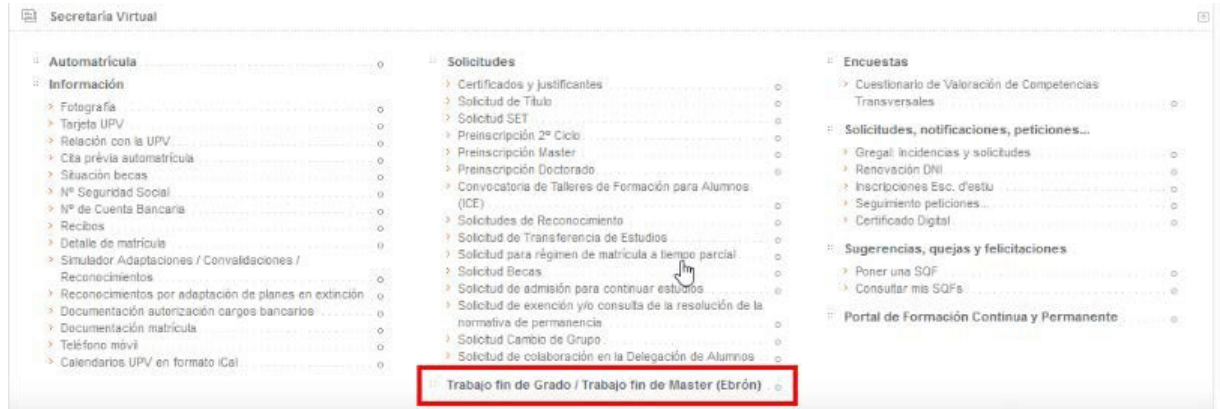 Secretaría Virtual
Automatrícula
Información
Fotografía
Tarjeta UPV
Relación con la UPV
Cita prévia automatrícula
Situación becas
Nº Seguridad Social
Nº de Cuenta Bancaria
Recibos
Detalle de matrícula
Simulador Adaptaciones / Convalidaciones /
Reconocimientos
Reconocimientos por adaptación de planes en extinción
Documentación autorización cargos bancarios
Documentación matrícula
Teléfono móvil
Calendarios UPV en formato iCal
Solicitudes
Certificados y justificantes
Solicitud de Título
Solicitud SET
Preinscripción 2º Ciclo
Preinscripción Master
Preinscripción Doctorado
Convocatoria de Talleres de Formación para Alumnos
(ICE)
Solicitudes de Reconocimiento
Solicitud de Transferencia de Estudios
Solicitud para régimen de matrícula a tiempo parcial
Solicitud Becas
Solicitud de admisión para continuar estudios
Solicitud de exención y/o consulta de la resolución de la
normativa de permanencia
Solicitud Cambio de Grupo
Solicitud de colaboración en la Delegación de Alumnos
Trabajo fin de Grado / Trabajo fin de Master (Ebrón)
Encuestas
Cuestionario de Valoración de Competencias
Transversales
Solicitudes, notificaciones, peticiones...
Gregal: Incidencias y solicitudes
Renovación DNI
Inscripciones Esc. d'estiu
Seguimiento peticiones...
Certificado Digital
Sugerencias, quejas y felicitaciones
Poner una SQF
Consultar mis SQFs
Portal de Formación Continua y Permanente